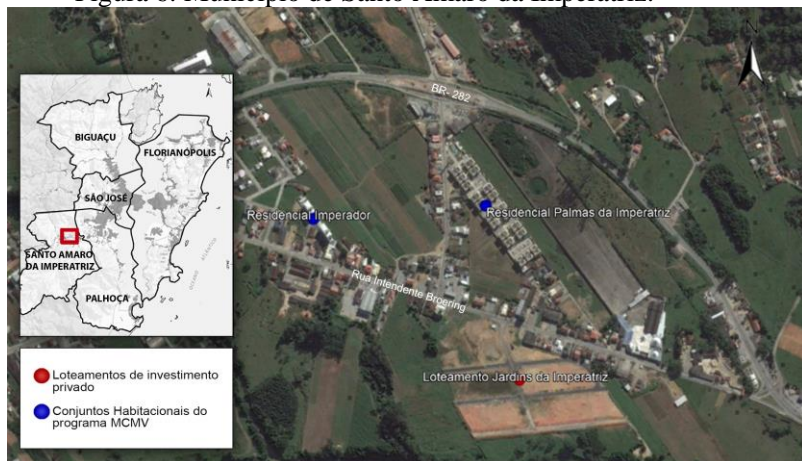 Figura 6: Município de Santo Amaro da Imperatriz.
N
BR- 282
BIGUAÇU
FLORIANÓPOLIS
SÃO JOSÉ
SANTO AMARO
DA IMPERATRIZ
PALHOÇA
Residencial Imperador
Residencial Palmas da Imperatriz
Rua Intendente Broering
Loteamento Jardins da Imperatriz
Loteamentos de investimento
privado
Conjuntos Habitacionais do
programa MCMV